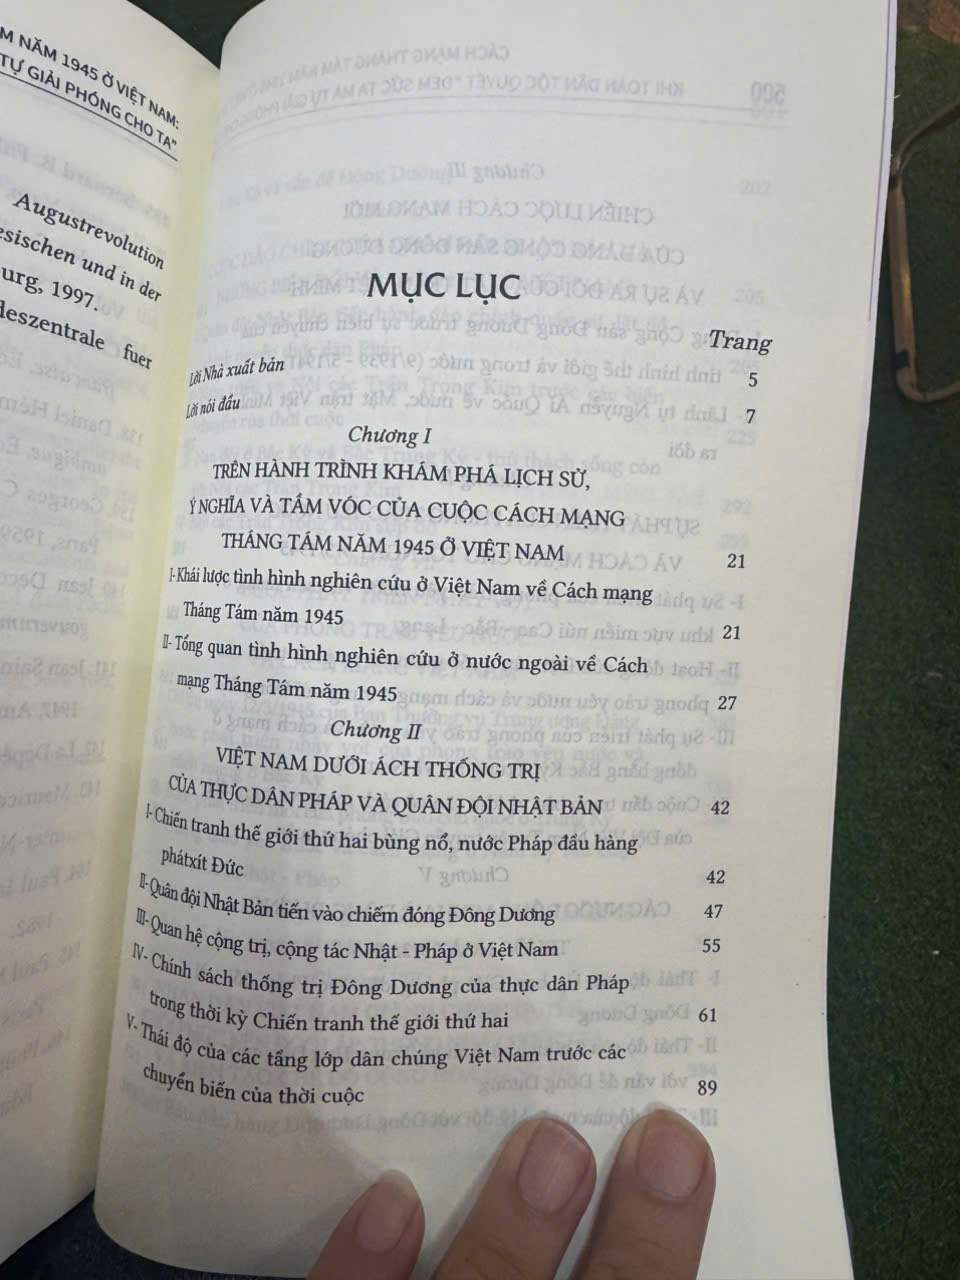 M NĂM 1945 Ở VIỆT NAM:
TỰ GIẢI PHÓNG CHO TA"
Augustrevolution
esischen und in der
urg, 1997.
deszentrale fuer
MỤC LỤC
Trang
Lời Nhà xuất bản 5
Lời nói đầu 7
Chương I
TRÊN HÀNH TRÌNH KHÁM PHÁ LỊCH SỬ,
Ý NGHĨA VÀ TẦM VÓC CỦA CUỘC CÁCH MẠNG
THÁNG TÁM NĂM 1945 Ở VIỆT NAM 21
I- Khái lược tình hình nghiên cứu ở Việt Nam về Cách mạng
Tháng Tám năm 1945 21
II- Tổng quan tình hình nghiên cứu ở nước ngoài về Cách
mạng Tháng Tám năm 1945 27
Chương II
VIỆT NAM DƯỚI ÁCH THỐNG TRỊ
CỦA THỰC DÂN PHÁP VÀ QUÂN ĐỘI NHẬT BẢN 42
I- Chiến tranh thế giới thứ hai bùng nổ, nước Pháp đầu hàng
phátxít Đức 42
II- Quân đội Nhật Bản tiến vào chiếm đóng Đông Dương 47
III- Quan hệ cộng trị, cộng tác Nhật - Pháp ở Việt Nam 55
IV- Chính sách thống trị Đông Dương của thực dân Pháp
trong thời kỳ Chiến tranh thế giới thứ hai 61
V- Thái độ của các tầng lớp dân chúng Việt Nam trước các
chuyển biến của thời cuộc 89